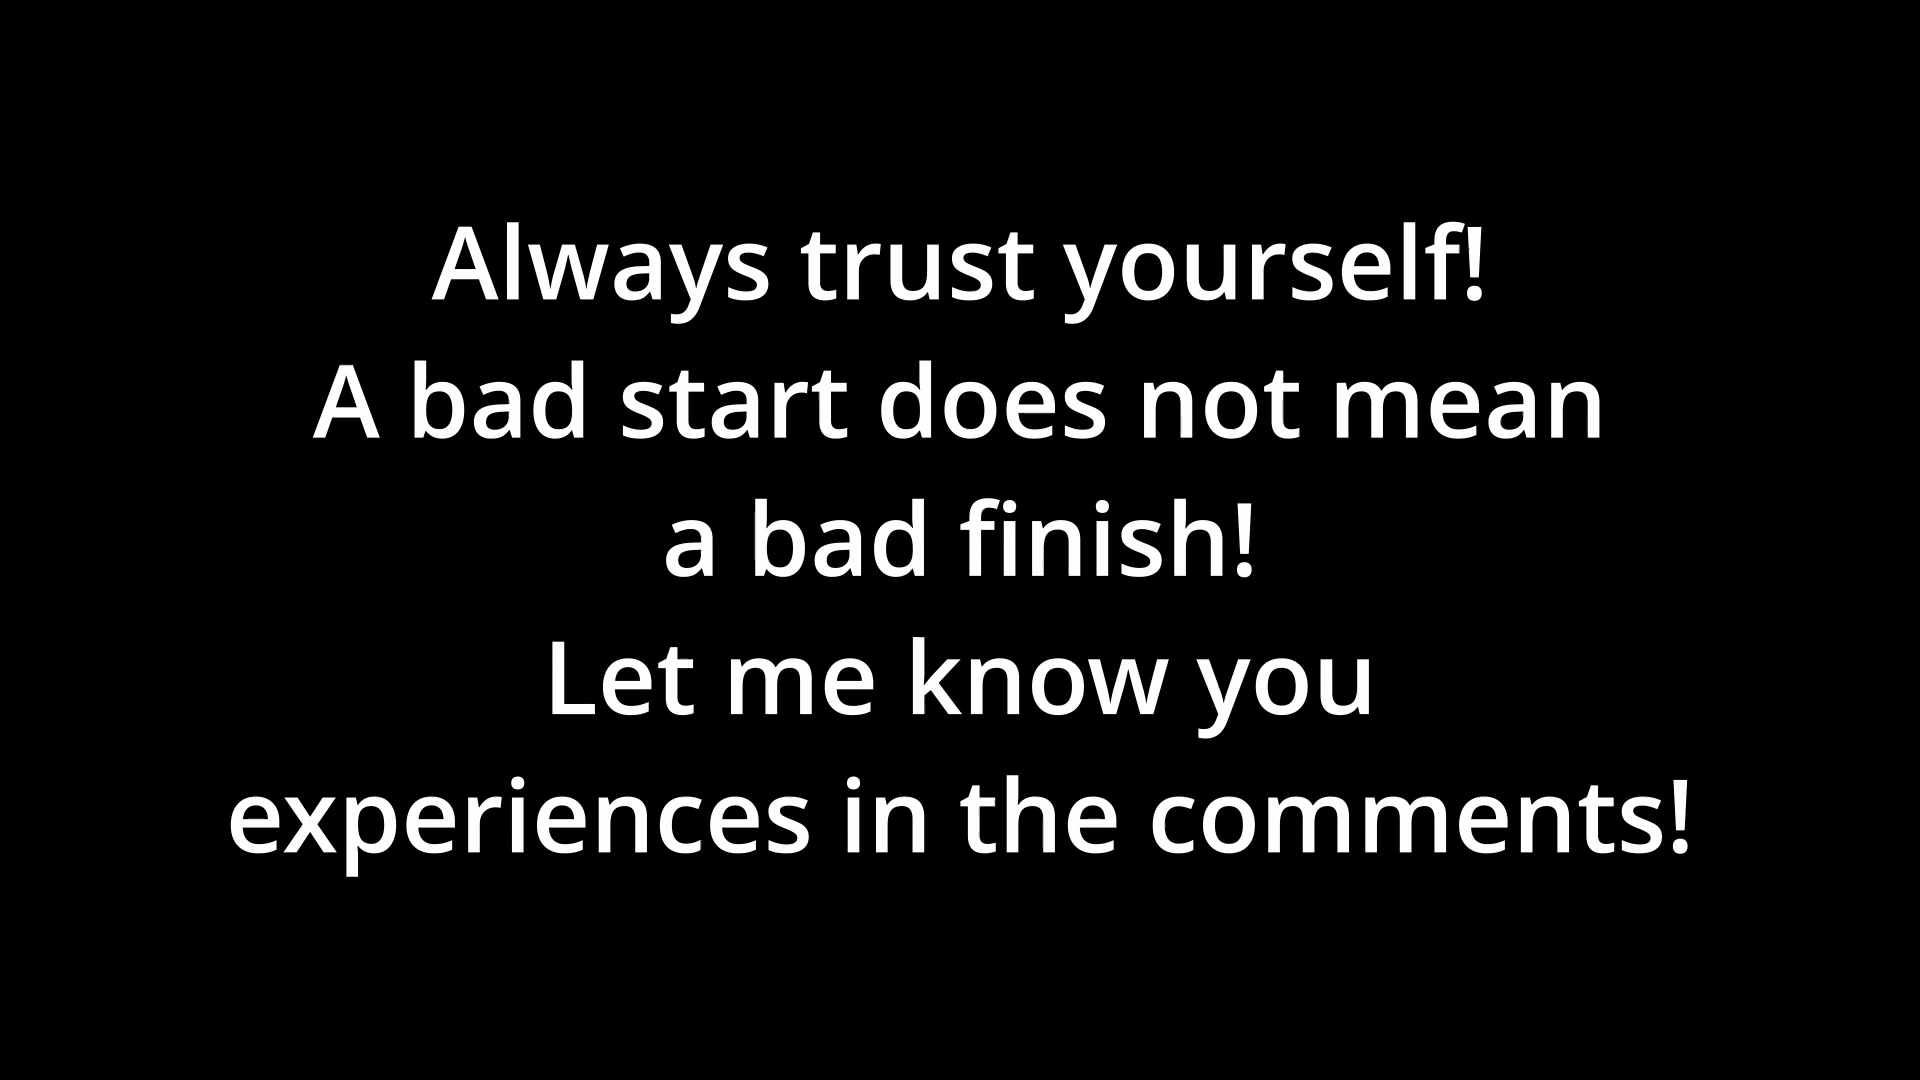 Always trust yourself!
A bad start does not mean
a bad finish!
Let me know you
experiences in the comments!